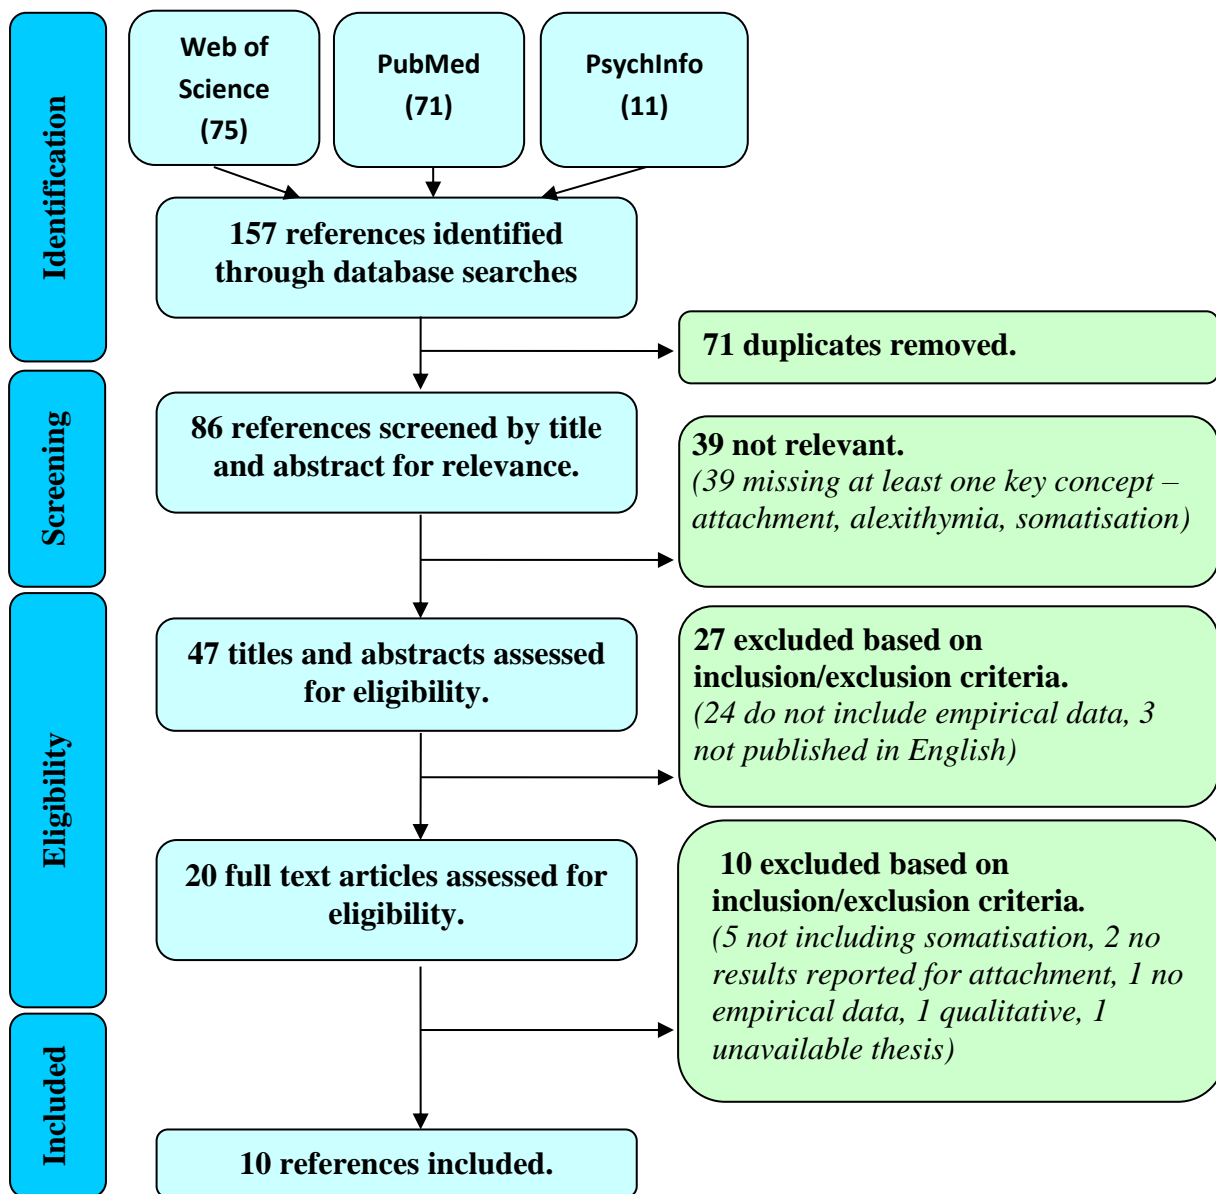 Identification
Web of
Science
(75)
PubMed
(71)
PsychInfo
(11)
157 references identified
through database searches
71 duplicates removed.
Screening
86 references screened by title
and abstract for relevance.
39 not relevant.
(39 missing at least one key concept –
attachment, alexithymia, somatisation)
Eligibility
47 titles and abstracts assessed
for eligibility.
27 excluded based on
inclusion/exclusion criteria.
(24 do not include empirical data, 3
not published in English)
20 full text articles assessed for
eligibility.
10 excluded based on
inclusion/exclusion criteria.
(5 not including somatisation, 2 no
results reported for attachment, 1 no
empirical data, 1 qualitative, 1
unavailable thesis)
Included
10 references included.